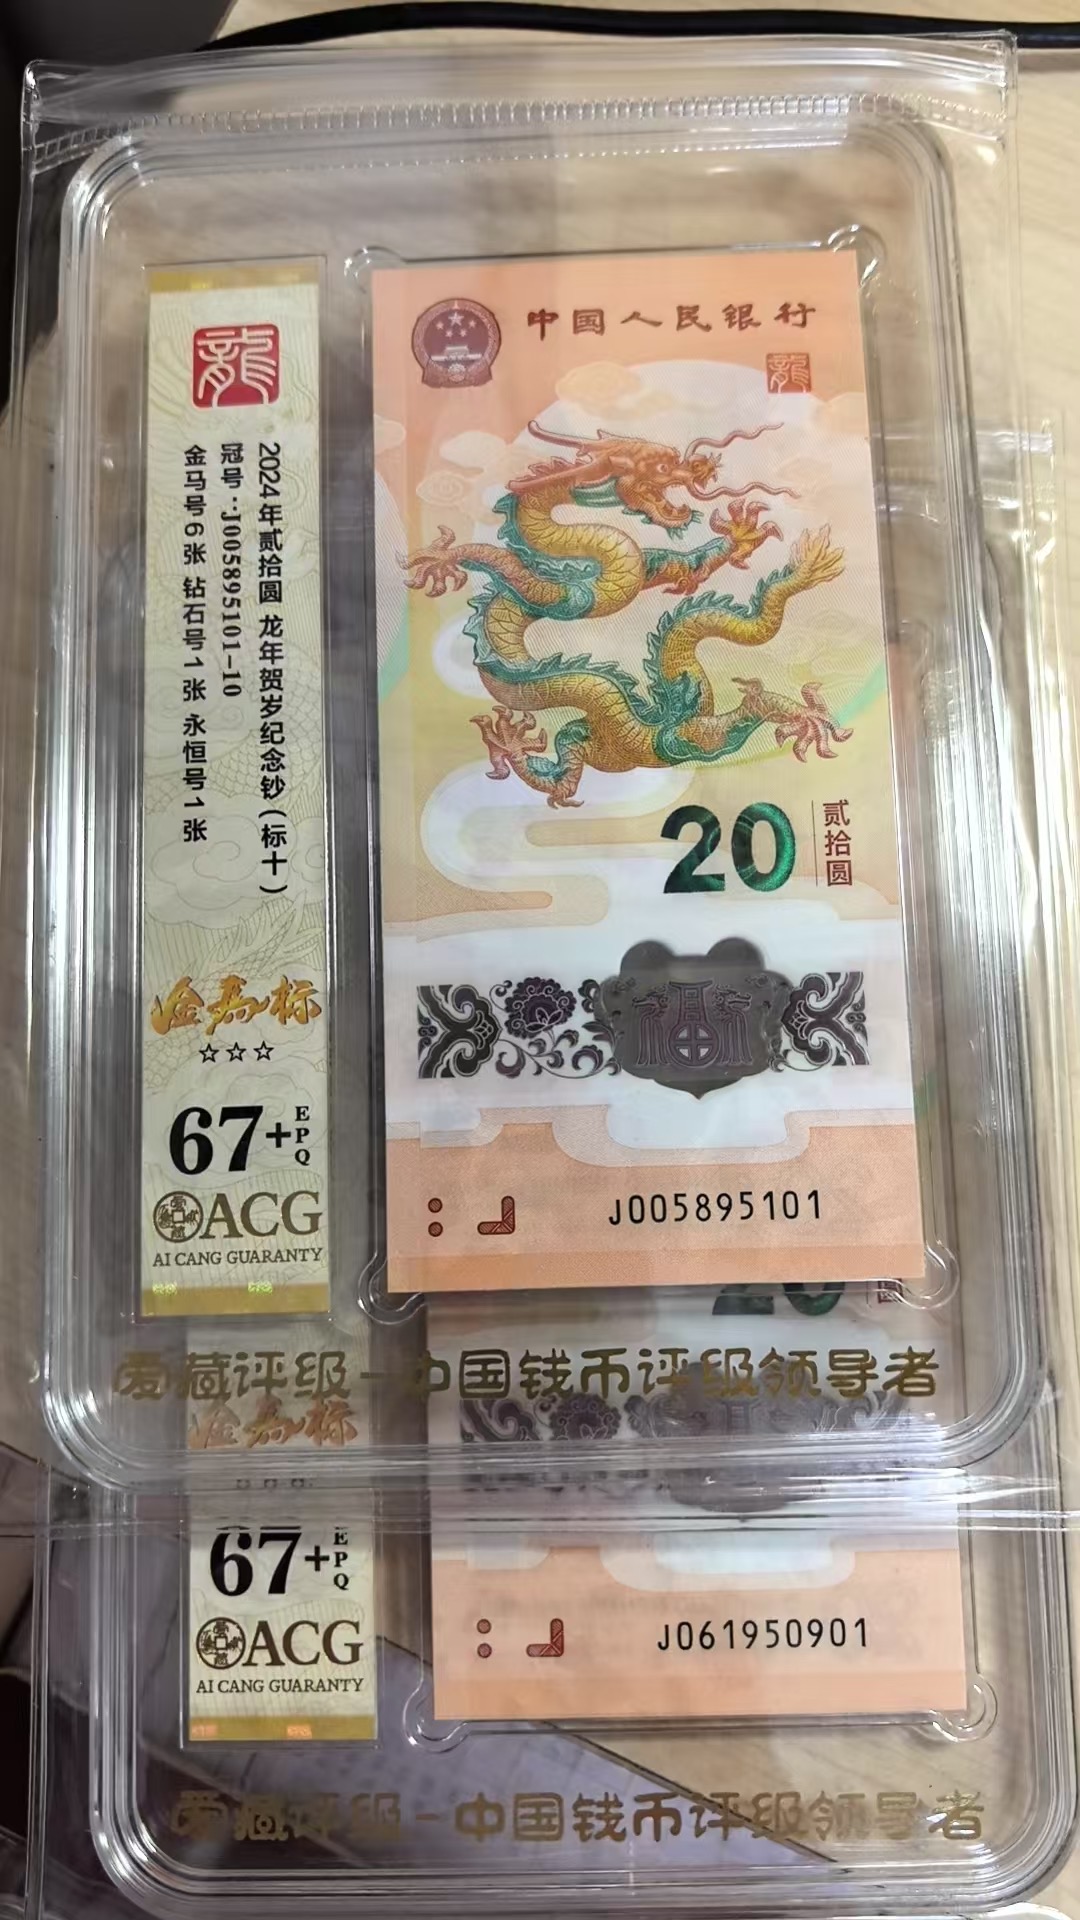 龍
2024年贰拾圆 龙年贺岁纪念钞(标十)
冠号:J005895101-10
金马号6张 钻石号1张 永恒号1张
金马标
☆☆☆
67+EPQ
ACG
AI CANG GUARANTY
中国人民银行
龍
20
贰拾圆
福
J005895101
爱藏评级-中国钱币评级领导者
20
金马标
67+EPQ
ACG
AI CANG GUARANTY
J061950901
爱藏评级-中国钱币评级领导者